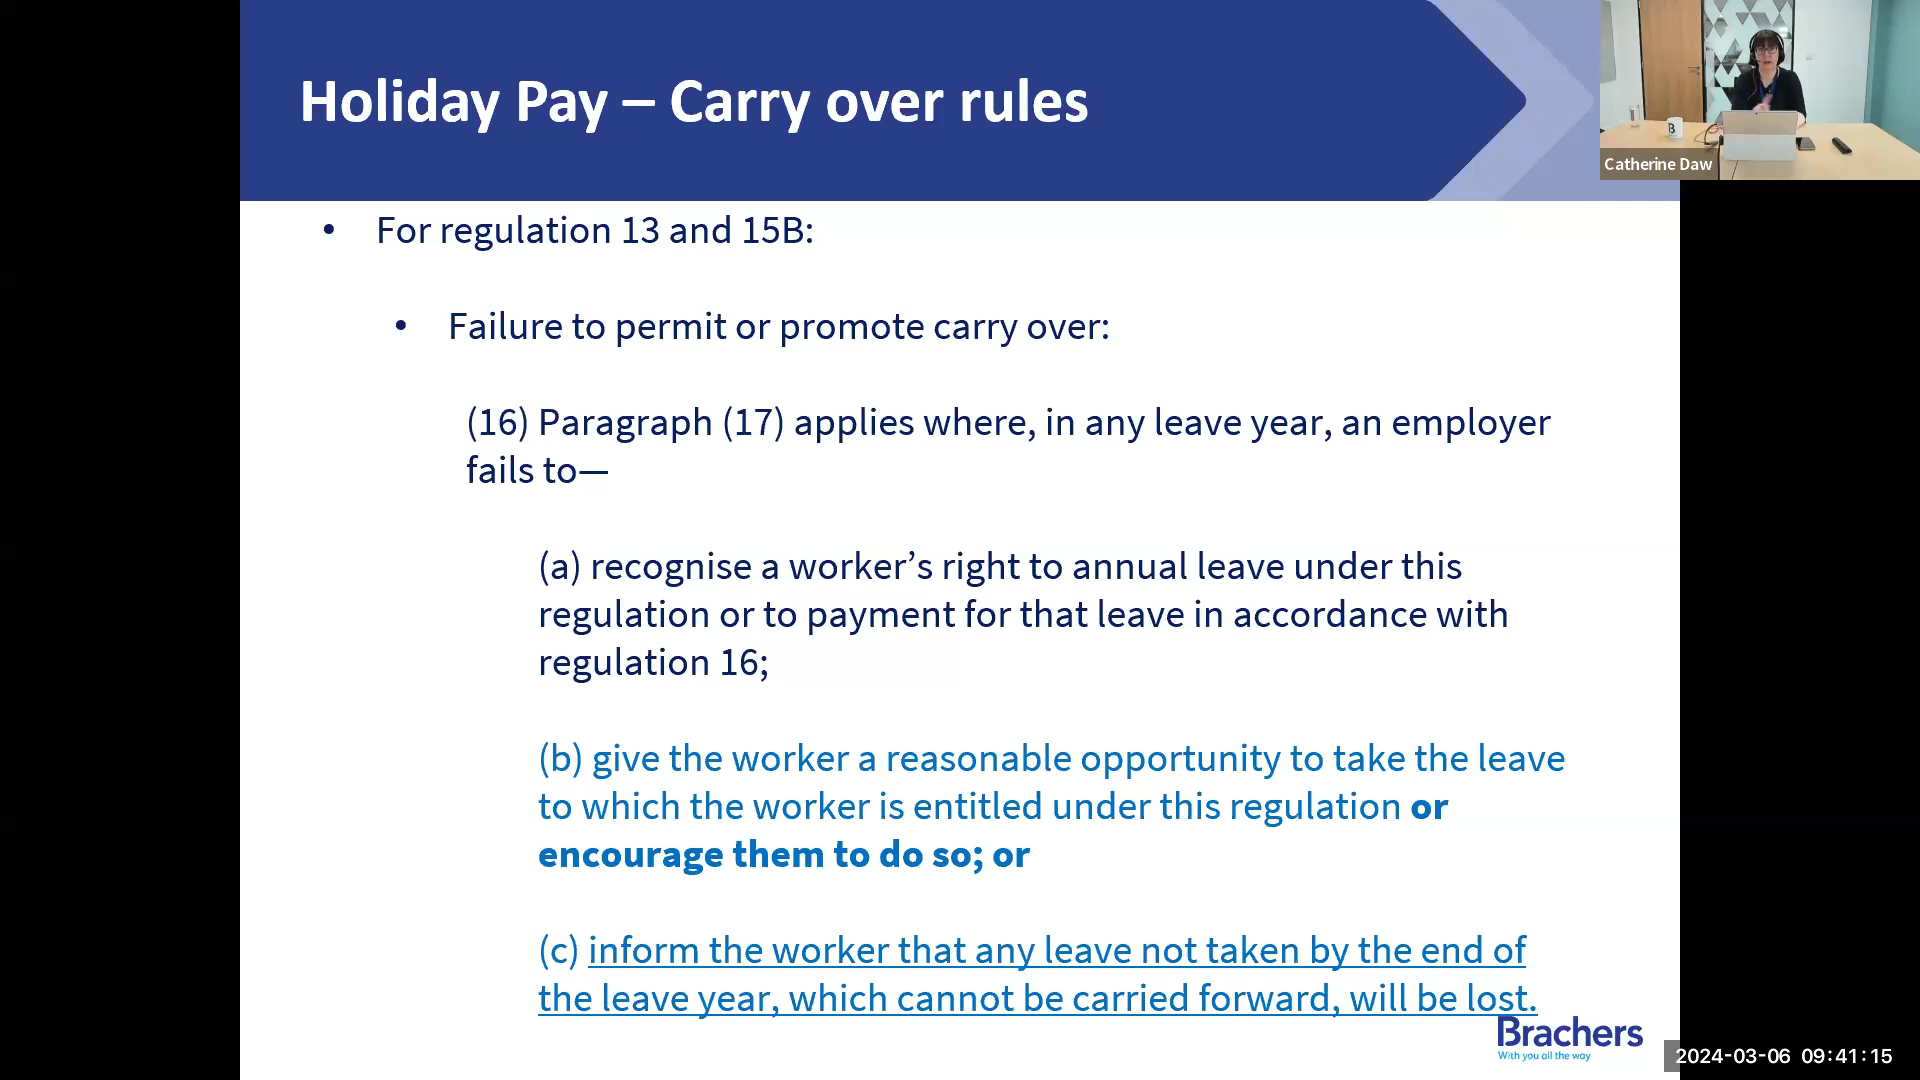 Holiday Pay – Carry over rules
Catherine Daw
B
• For regulation 13 and 15B:
• Failure to permit or promote carry over:
(16) Paragraph (17) applies where, in any leave year, an employer
fails to—
(a) recognise a worker’s right to annual leave under this
regulation or to payment for that leave in accordance with
regulation 16;
(b) give the worker a reasonable opportunity to take the leave
to which the worker is entitled under this regulation or
encourage them to do so; or
(c) inform the worker that any leave not taken by the end of
the leave year, which cannot be carried forward, will be lost.
Brachers
With you all the way
2024-03-06 09:41:15